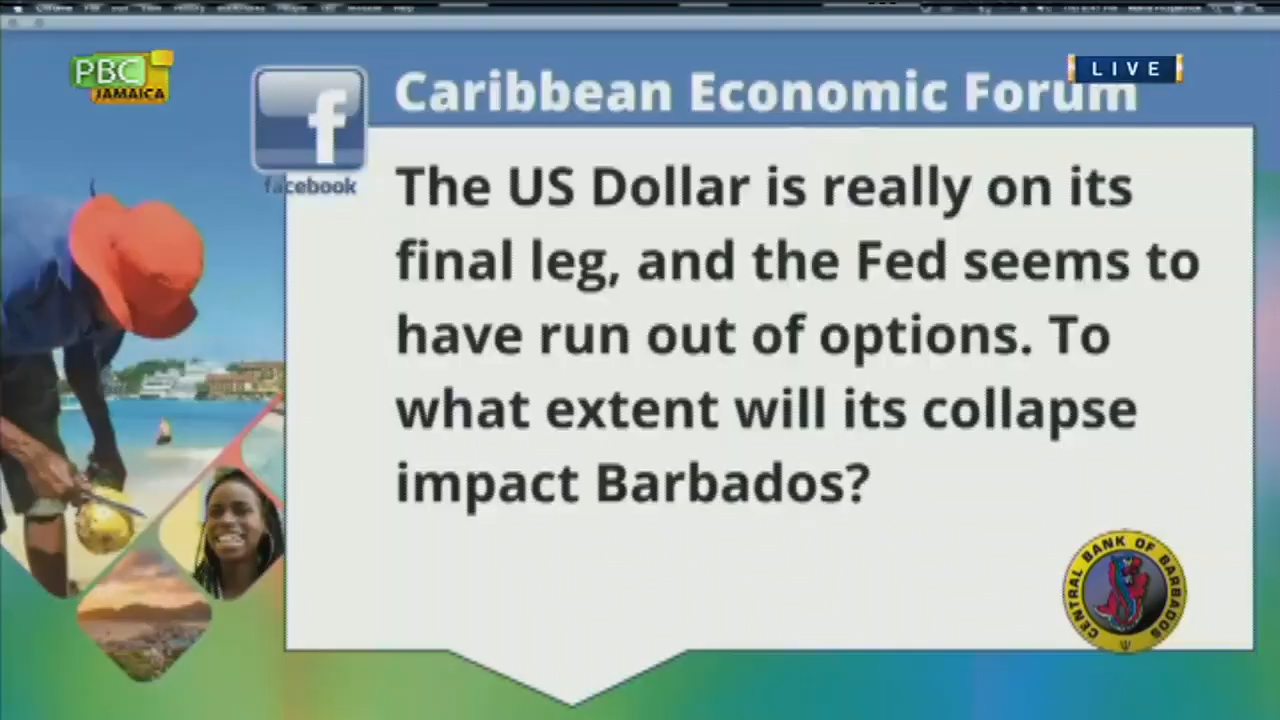 PBC
JAMAICA
LIVE
f
facebook
Caribbean Economic Forum
The US Dollar is really on its
final leg, and the Fed seems to
have run out of options. To
what extent will its collapse
impact Barbados?
CENTRAL BANK OF BARBADOS